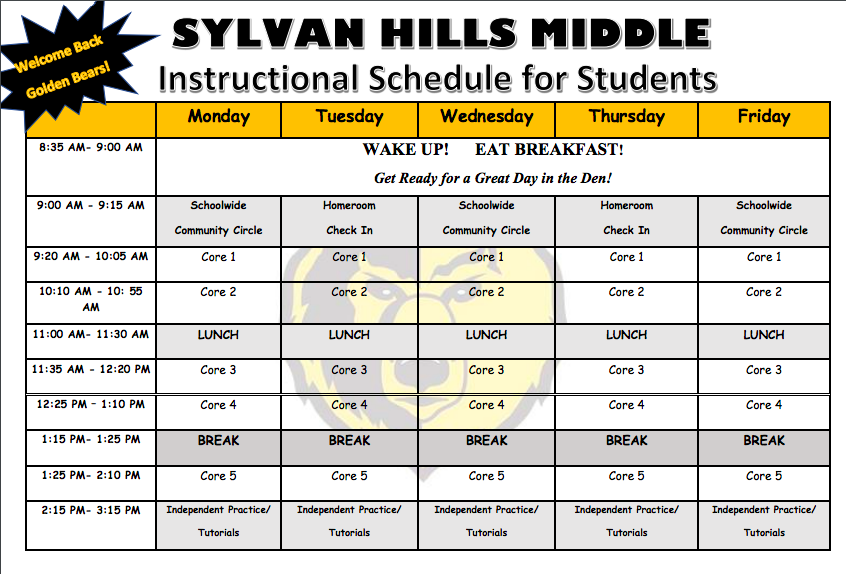 Welcome Back
Golden Bears!
SYLVAN HILLS MIDDLE
Instructional Schedule for Students
Monday Tuesday Wednesday Thursday Friday
8:35 AM- 9:00 AM WAKE UP! EAT BREAKFAST!
Get Ready for a Great Day in the Den!
9:00 AM - 9:15 AM Schoolwide Homeroom Schoolwide Homeroom Schoolwide
Community Circle Check In Community Circle Check In Community Circle
9:20 AM - 10:05 AM Core 1 Core 1 Core 1 Core 1 Core 1
10:10 AM - 10: 55 Core 2 Core 2 Core 2 Core 2 Core 2
AM
11:00 AM- 11:30 AM LUNCH LUNCH LUNCH LUNCH LUNCH
11:35 AM - 12:20 PM Core 3 Core 3 Core 3 Core 3 Core 3
12:25 PM - 1:10 PM Core 4 Core 4 Core 4 Core 4 Core 4
1:15 PM- 1:25 PM BREAK BREAK BREAK BREAK BREAK
1:25 PM- 2:10 PM Core 5 Core 5 Core 5 Core 5 Core 5
2:15 PM- 3:15 PM Independent Practice/ Independent Practice/ Independent Practice/ Independent Practice/ Independent Practice/
Tutorials Tutorials Tutorials Tutorials Tutorials